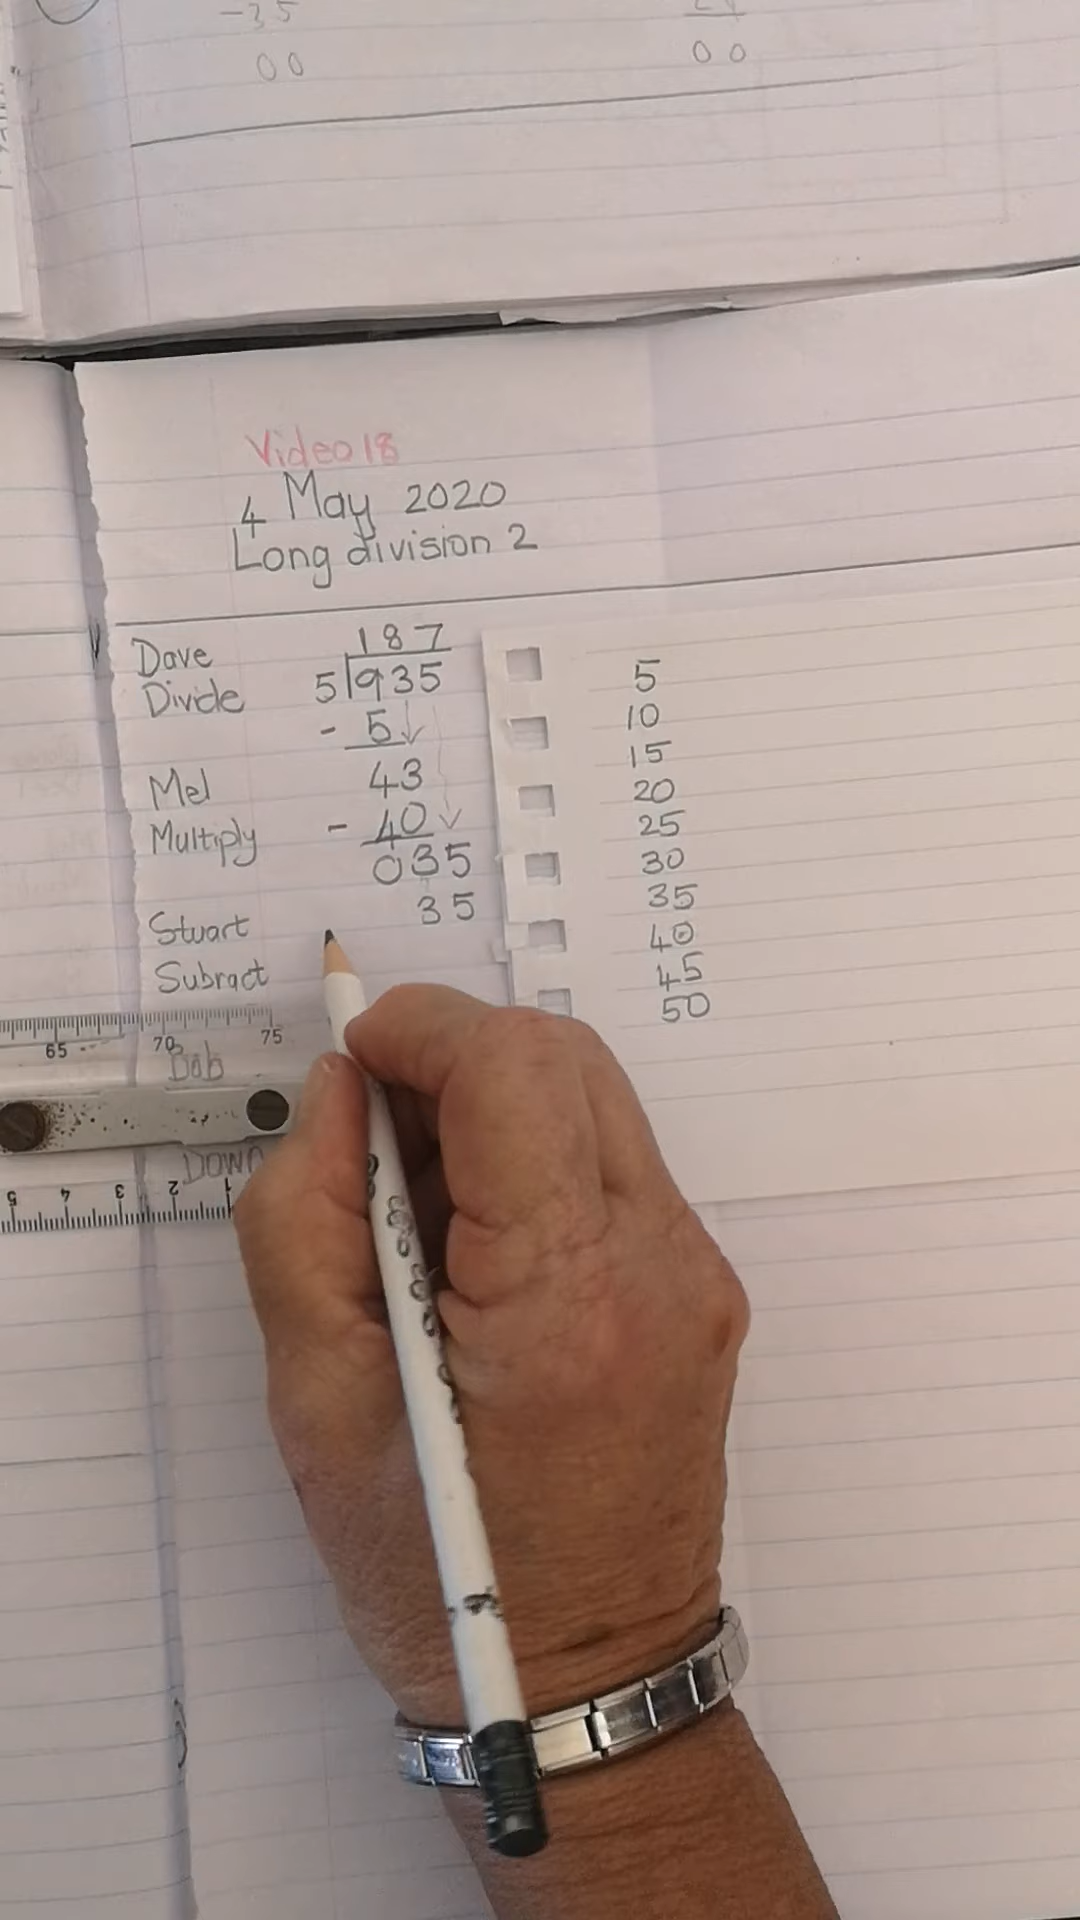 -35
00
00
Video 18
4 May 2020
Long division 2
Dave
Divide
Mel
Multiply
Stuart
Subract
Bob
DOWN
187
5 935
- 5↓
43
- 40↓
035
35
5
10
15
20
25
30
35
40
45
50
65
70
75
5 4 3 2 1